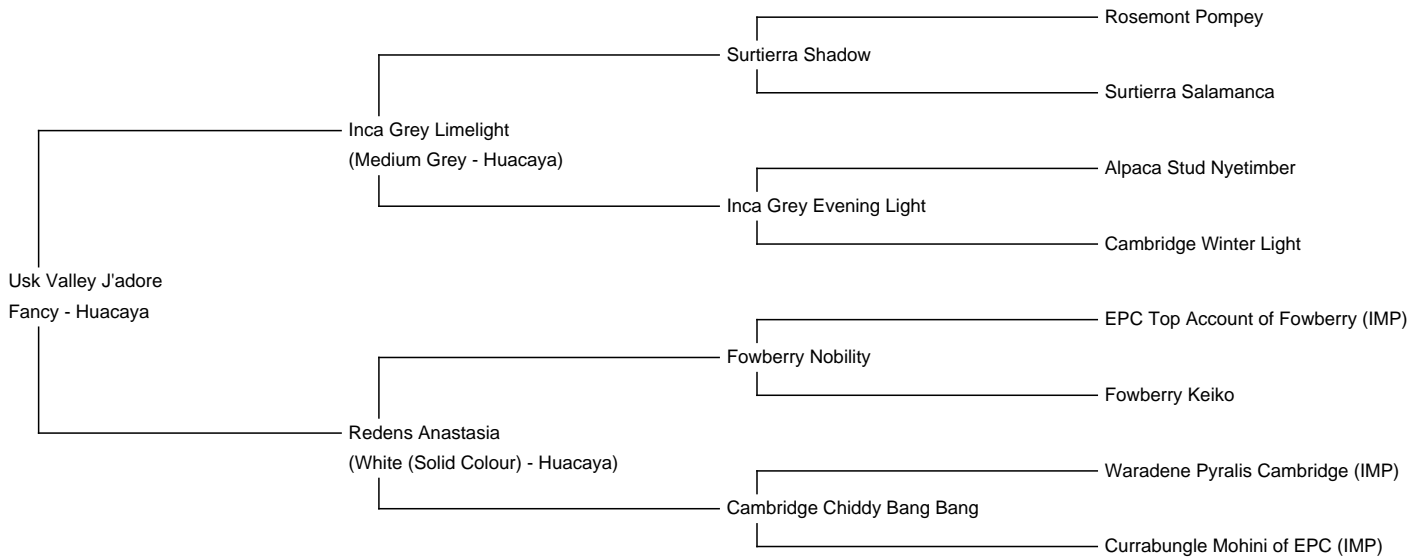 Rosemont Pompey
Surtierra Shadow
Surtierra Salamanca
Inca Grey Limelight
(Medium Grey - Huacaya)
Alpaca Stud Nyetimber
Inca Grey Evening Light
Cambridge Winter Light
Usk Valley J'adore
Fancy - Huacaya
EPC Top Account of Fowberry (IMP)
Fowberry Nobility
Fowberry Keiko
Redens Anastasia
(White (Solid Colour) - Huacaya)
Waradene Pyralis Cambridge (IMP)
Cambridge Chiddy Bang Bang
Currabungle Mohini of EPC (IMP)